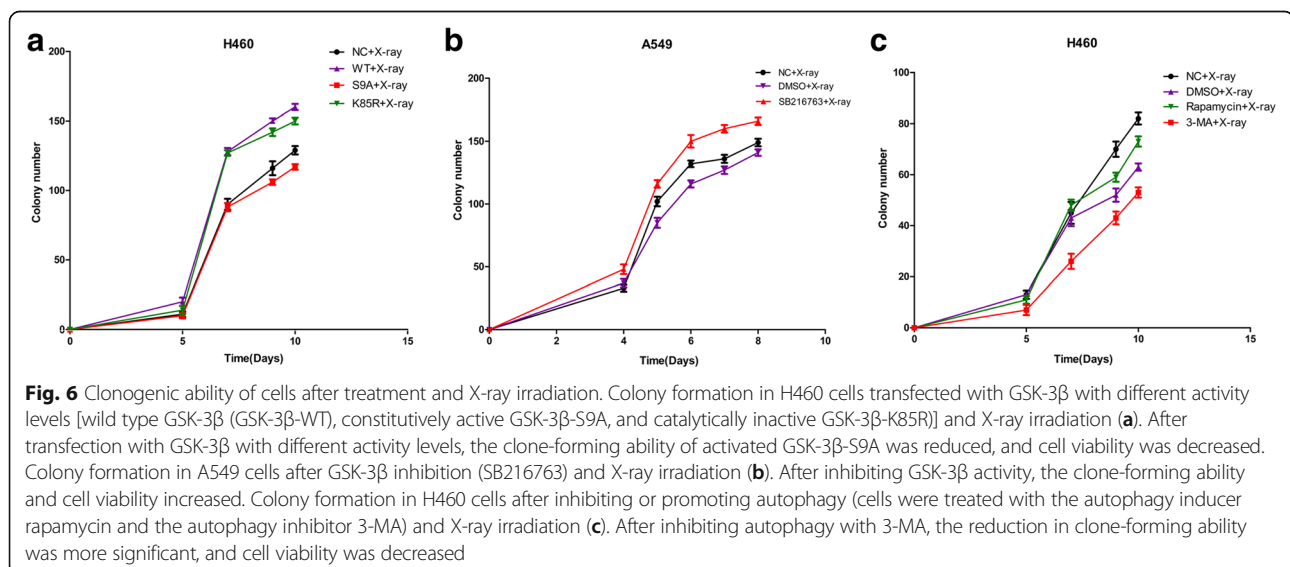 a
H460
200
150
100
50
0
0
5
10
15
Colony number
Time(Days)
NC+X-ray
WT+X-ray
S9A+X-ray
K85R+X-ray
b
A549
200
150
100
50
0
0
2
4
6
8
10
Colony number
Time(Days)
NC+X-ray
DMSO+X-ray
SB216763+X-ray
c
H460
100
80
60
40
20
0
0
5
10
15
Colony number
Time(Days)
NC+X-ray
DMSO+X-ray
Rapamycin+X-ray
3-MA+X-ray
Fig. 6 Clonogenic ability of cells after treatment and X-ray irradiation. Colony formation in H460 cells transfected with GSK-3β with different activity
levels [wild type GSK-3β (GSK-3β-WT), constitutively active GSK-3β-S9A, and catalytically inactive GSK-3β-K85R)] and X-ray irradiation (a). After
transfection with GSK-3β with different activity levels, the clone-forming ability of activated GSK-3β-S9A was reduced, and cell viability was decreased.
Colony formation in A549 cells after GSK-3β inhibition (SB216763) and X-ray irradiation (b). After inhibiting GSK-3β activity, the clone-forming ability
and cell viability increased. Colony formation in H460 cells after inhibiting or promoting autophagy (cells were treated with the autophagy inducer
rapamycin and the autophagy inhibitor 3-MA) and X-ray irradiation (c). After inhibiting autophagy with 3-MA, the reduction in clone-forming ability
was more significant, and cell viability was decreased